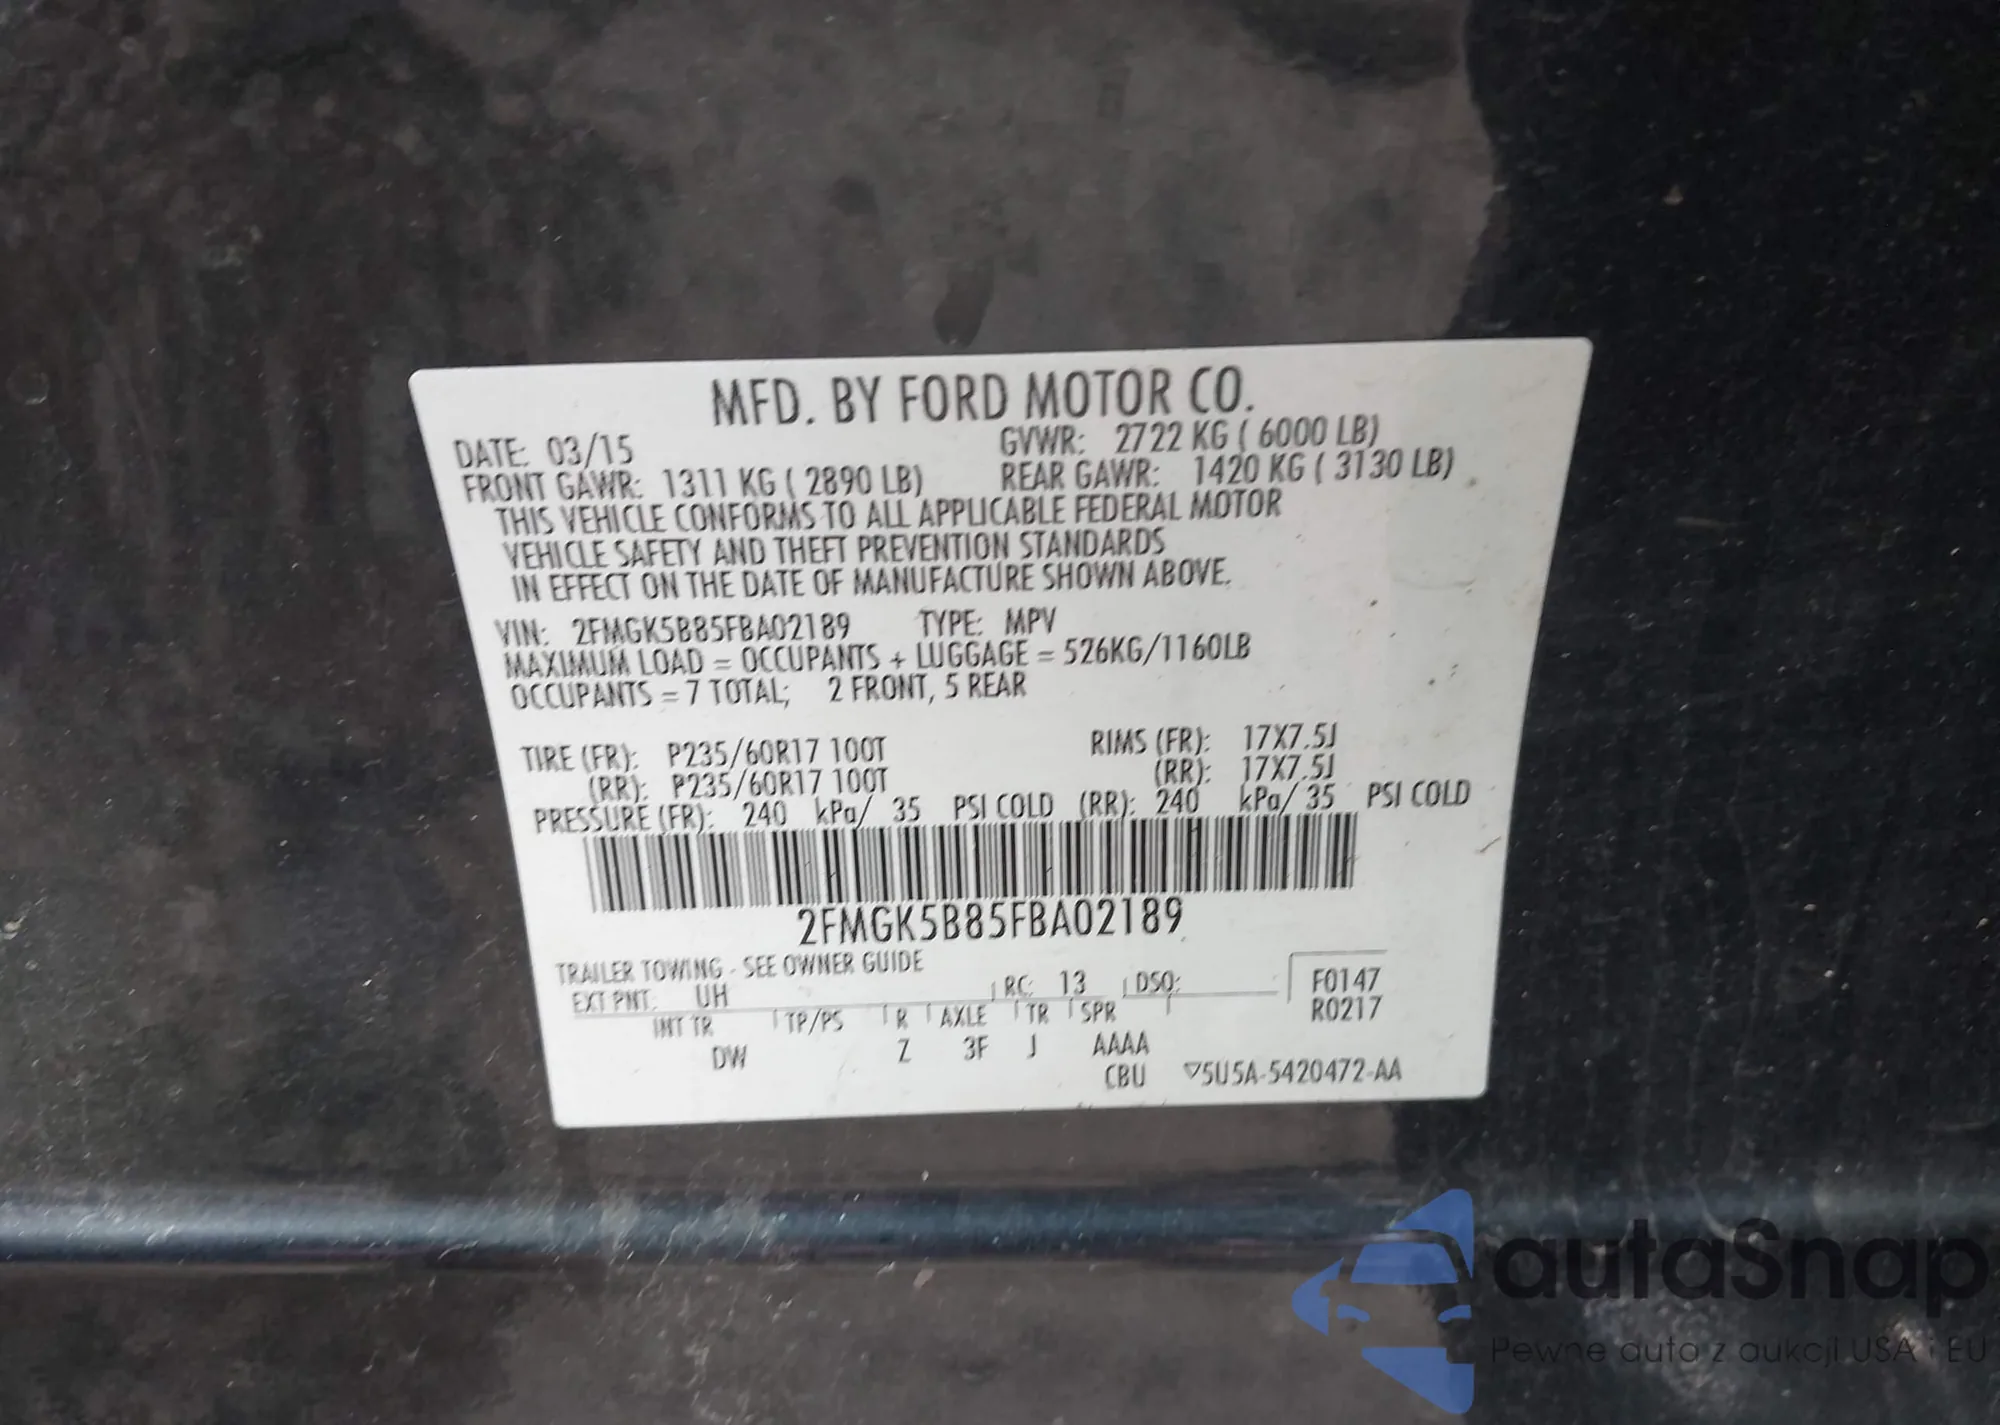 MFD. BY FORD MOTOR CO.
DATE: 03/15 GVWR: 2722 KG ( 6000 LB)
FRONT GAWR: 1311 KG ( 2890 LB) REAR GAWR: 1420 KG ( 3130 LB)
THIS VEHICLE CONFORMS TO ALL APPLICABLE FEDERAL MOTOR
VEHICLE SAFETY AND THEFT PREVENTION STANDARDS
IN EFFECT ON THE DATE OF MANUFACTURE SHOWN ABOVE.
VIN: 2FMGK5B85FBA02189 TYPE: MPV
MAXIMUM LOAD = OCCUPANTS + LUGGAGE = 526KG/1160LB
OCCUPANTS = 7 TOTAL; 2 FRONT, 5 REAR
TIRE (FR): P235/60R17 100T RIMS (FR): 17X7.5J
(RR): P235/60R17 100T (RR): 17X7.5J
PRESSURE (FR): 240 kPa/ 35 PSI COLD (RR): 240 kPa/ 35 PSI COLD
2FMGK5B85FBA02189
TRAILER TOWING - SEE OWNER GUIDE
EXT PNT: UH RC: 13 DSO: F0147
INT TR TP/PS R AXLE TR SPR R0217
DW Z 3F J AAAA
CBU ▽5U5A-5420472-AA
autaSnap
Pewne auta z aukcji USA i EU